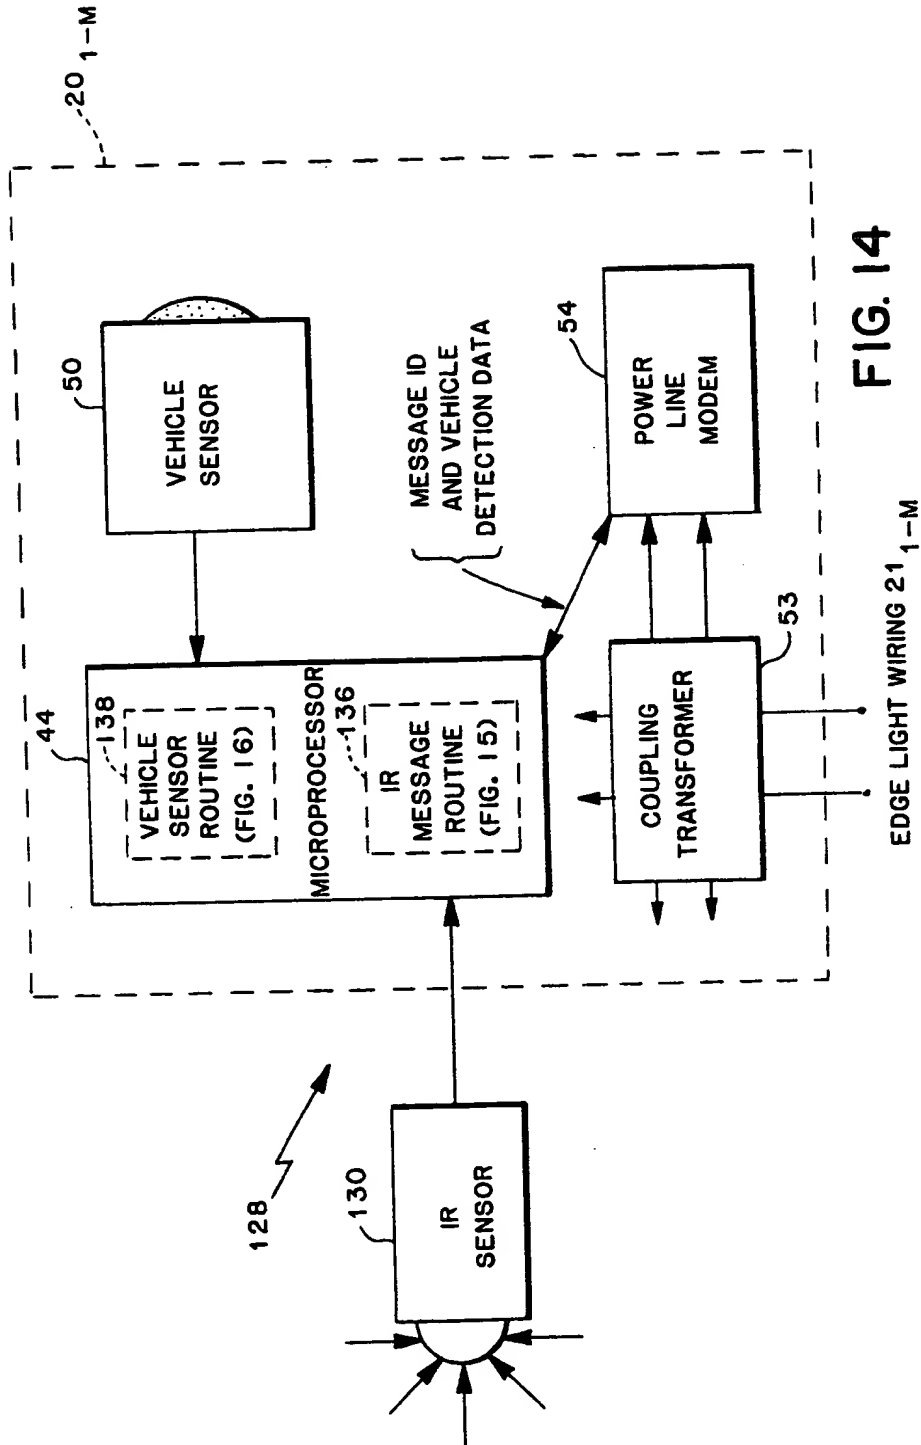 20 1-M
50
VEHICLE
SENSOR
44
138
VEHICLE
SENSOR
ROUTINE
(FIG. 16)
MICROPROCESSOR
136
IR
MESSAGE
ROUTINE
(FIG. 15)
MESSAGE ID
AND VEHICLE
DETECTION DATA
54
POWER
LINE
MODEM
COUPLING
TRANSFORMER
53
EDGE LIGHT WIRING 21 1-M
128
130
IR
SENSOR
FIG. 14